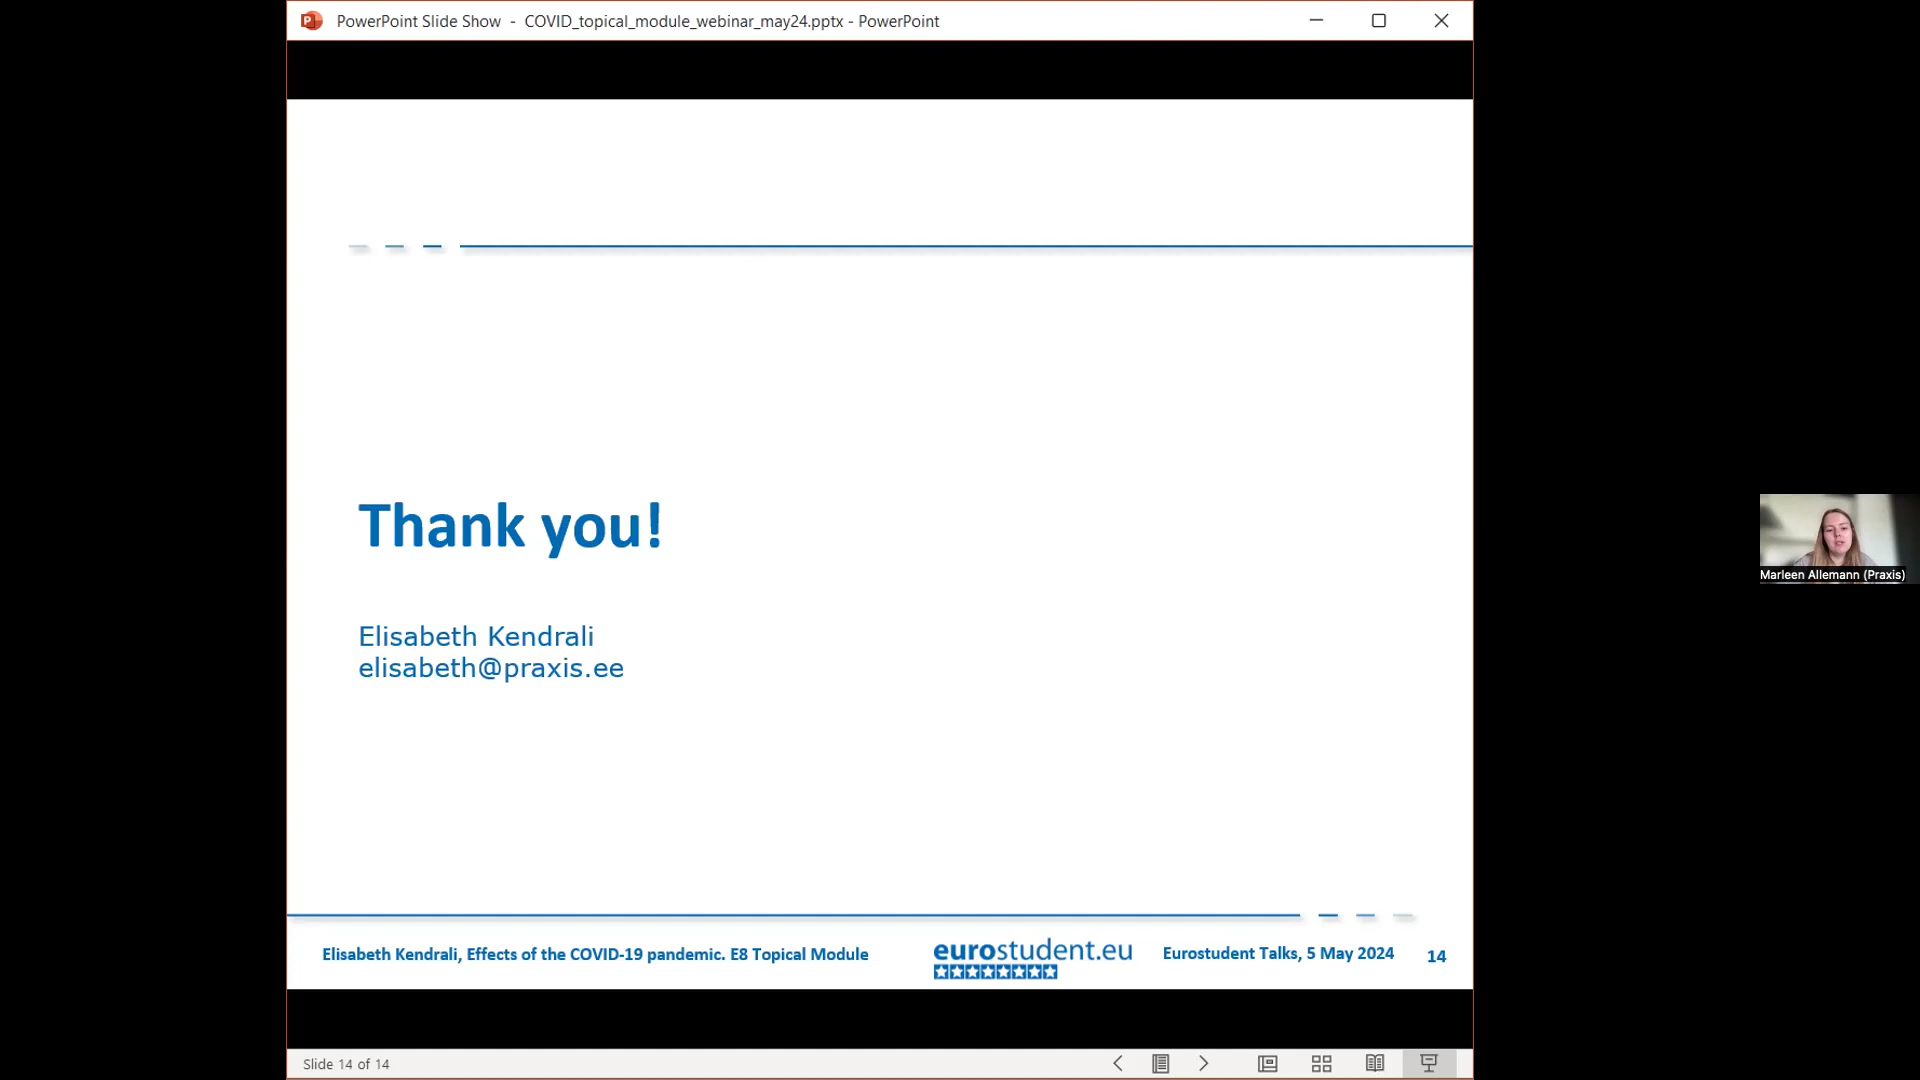 PowerPoint Slide Show - COVID_topical_module_webinar_may24.pptx - PowerPoint
Thank you!
Elisabeth Kendrali
elisabeth@praxis.ee
Marleen Allemann (Praxis)
Elisabeth Kendrali, Effects of the COVID-19 pandemic. E8 Topical Module
eurostudent.eu
Eurostudent Talks, 5 May 2024
14
Slide 14 of 14